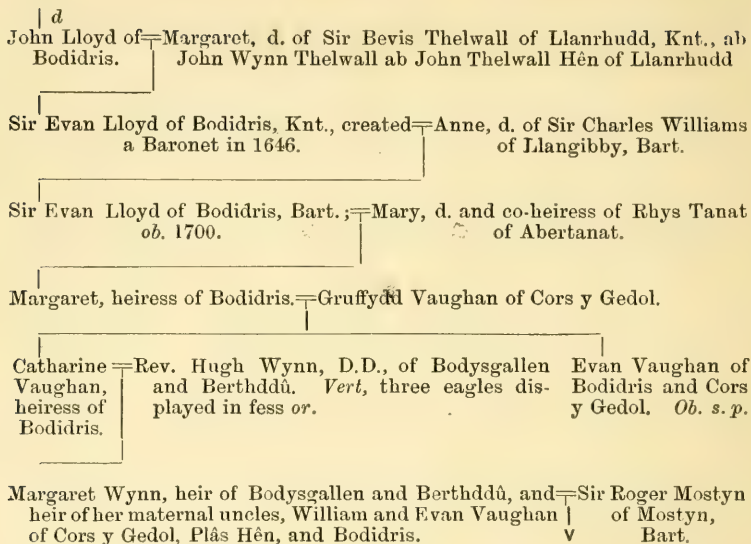 d
John Lloyd of Margaret, d. of Sir Bevis Thelwall of Llanrhudd, Knt., ab
Bodidris. John Wynn Thelwall ab John Thelwall Hên of Llanrhudd
Sir Evan Lloyd of Bodidris, Knt., created Anne, d. of Sir Charles Williams
a Baronet in 1646. of Llangibby, Bart.
Sir Evan Lloyd of Bodidris, Bart.; Mary, d. and co-heiress of Rhys Tanat
ob. 1700. of Abertanat.
Margaret, heiress of Bodidris. Gruffydd Vaughan of Cors y Gedol.
Catharine Rev. Hugh Wynn, D.D., of Bodysgallen Evan Vaughan of
Vaughan, and Berthddû. Vert, three eagles dis- Bodidris and Cors
heiress of played in fess or. y Gedol. Ob. s. p.
Bodidris.
Margaret Wynn, heir of Bodysgallen and Berthddû, and Sir Roger Mostyn
heir of her maternal uncles, William and Evan Vaughan of Mostyn,
of Cors y Gedol, Plâs Hên, and Bodidris. Bart.